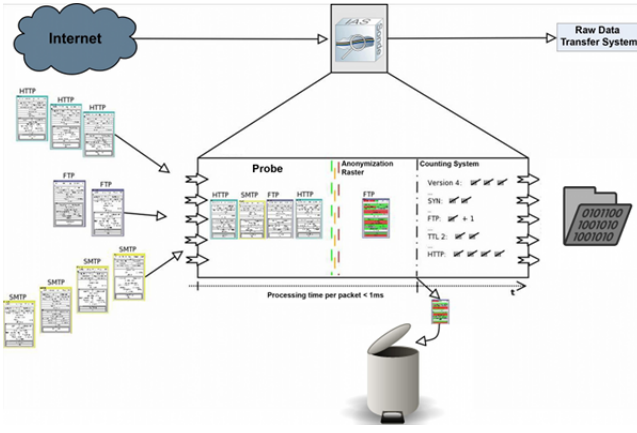 Internet
IAS
Raw Data
Transfer System
HTTP
HTTP
HTTP
FTP
FTP
SMTP
SMTP
SMTP
SMTP
Probe
HTTP SMTP FTP HTTP
Anonymization
Raster
FTP
Counting System
Version 4:
...
SYN:
...
FTP: + 1
...
TTL 2:
...
HTTP:
Processing time per packet < 1ms
t
0101100
1001010
1001010